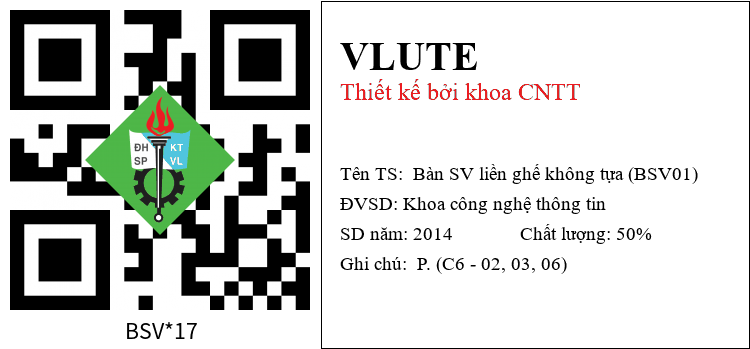 ĐH KT
SP VL
BSV*17
VLUTE
Thiết kế bởi khoa CNTT
Tên TS: Bàn SV liền ghế không tựa (BSV01)
ĐVSD: Khoa công nghệ thông tin
SD năm: 2014 Chất lượng: 50%
Ghi chú: P. (C6 - 02, 03, 06)